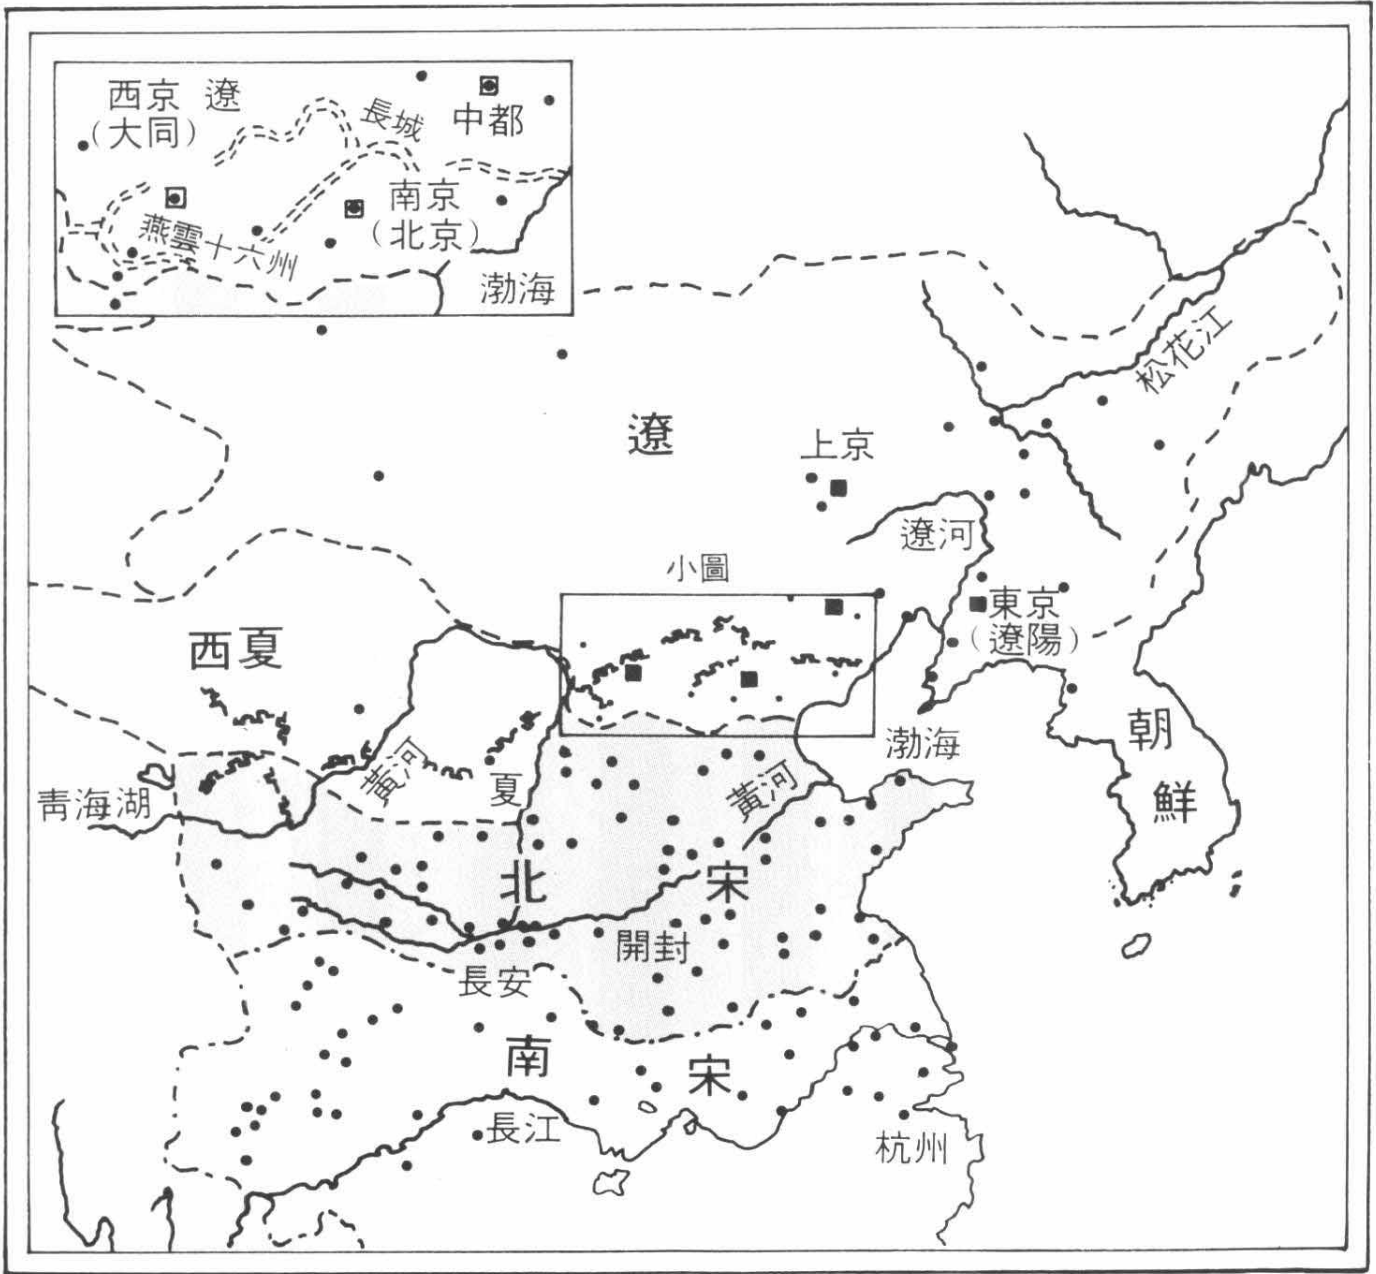 西京 遼
(大同)
長城
中都
南京
(北京)
燕雲十六州
渤海
松花江
遼
上京
遼河
小圖
東京
(遼陽)
西夏
朝
鮮
渤海
黃河
夏
黃河
靑海湖
北
宋
開封
長安
南
宋
長江
杭州